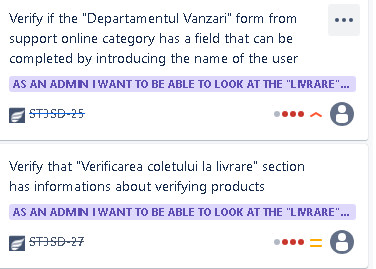 Verify if the "Departamentul Vanzari" form from
support online category has a field that can be
completed by introducing the name of the user
AS AN ADMIN I WANT TO BE ABLE TO LOOK AT THE "LIVRARE"...
ST3SD-25
Verify that "Verificarea coletului la livrare" section
has informations about verifying products
AS AN ADMIN I WANT TO BE ABLE TO LOOK AT THE "LIVRARE"...
ST3SD-27